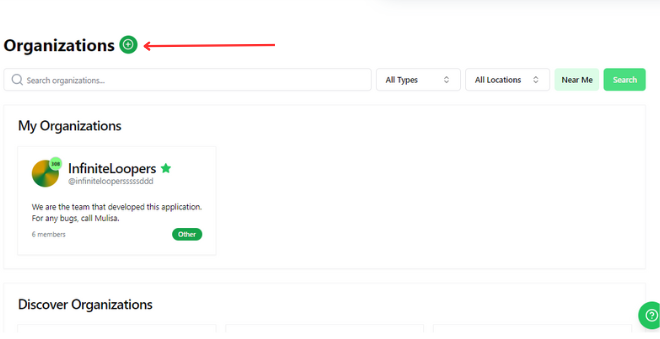 Organizations
Search organizations...
All Types
All Locations
Near Me
Search
My Organizations
InfiniteLoopers
@infiniteloopersssssddd
We are the team that developed this application.
For any bugs, call Mulisa.
6 members
Other
Discover Organizations